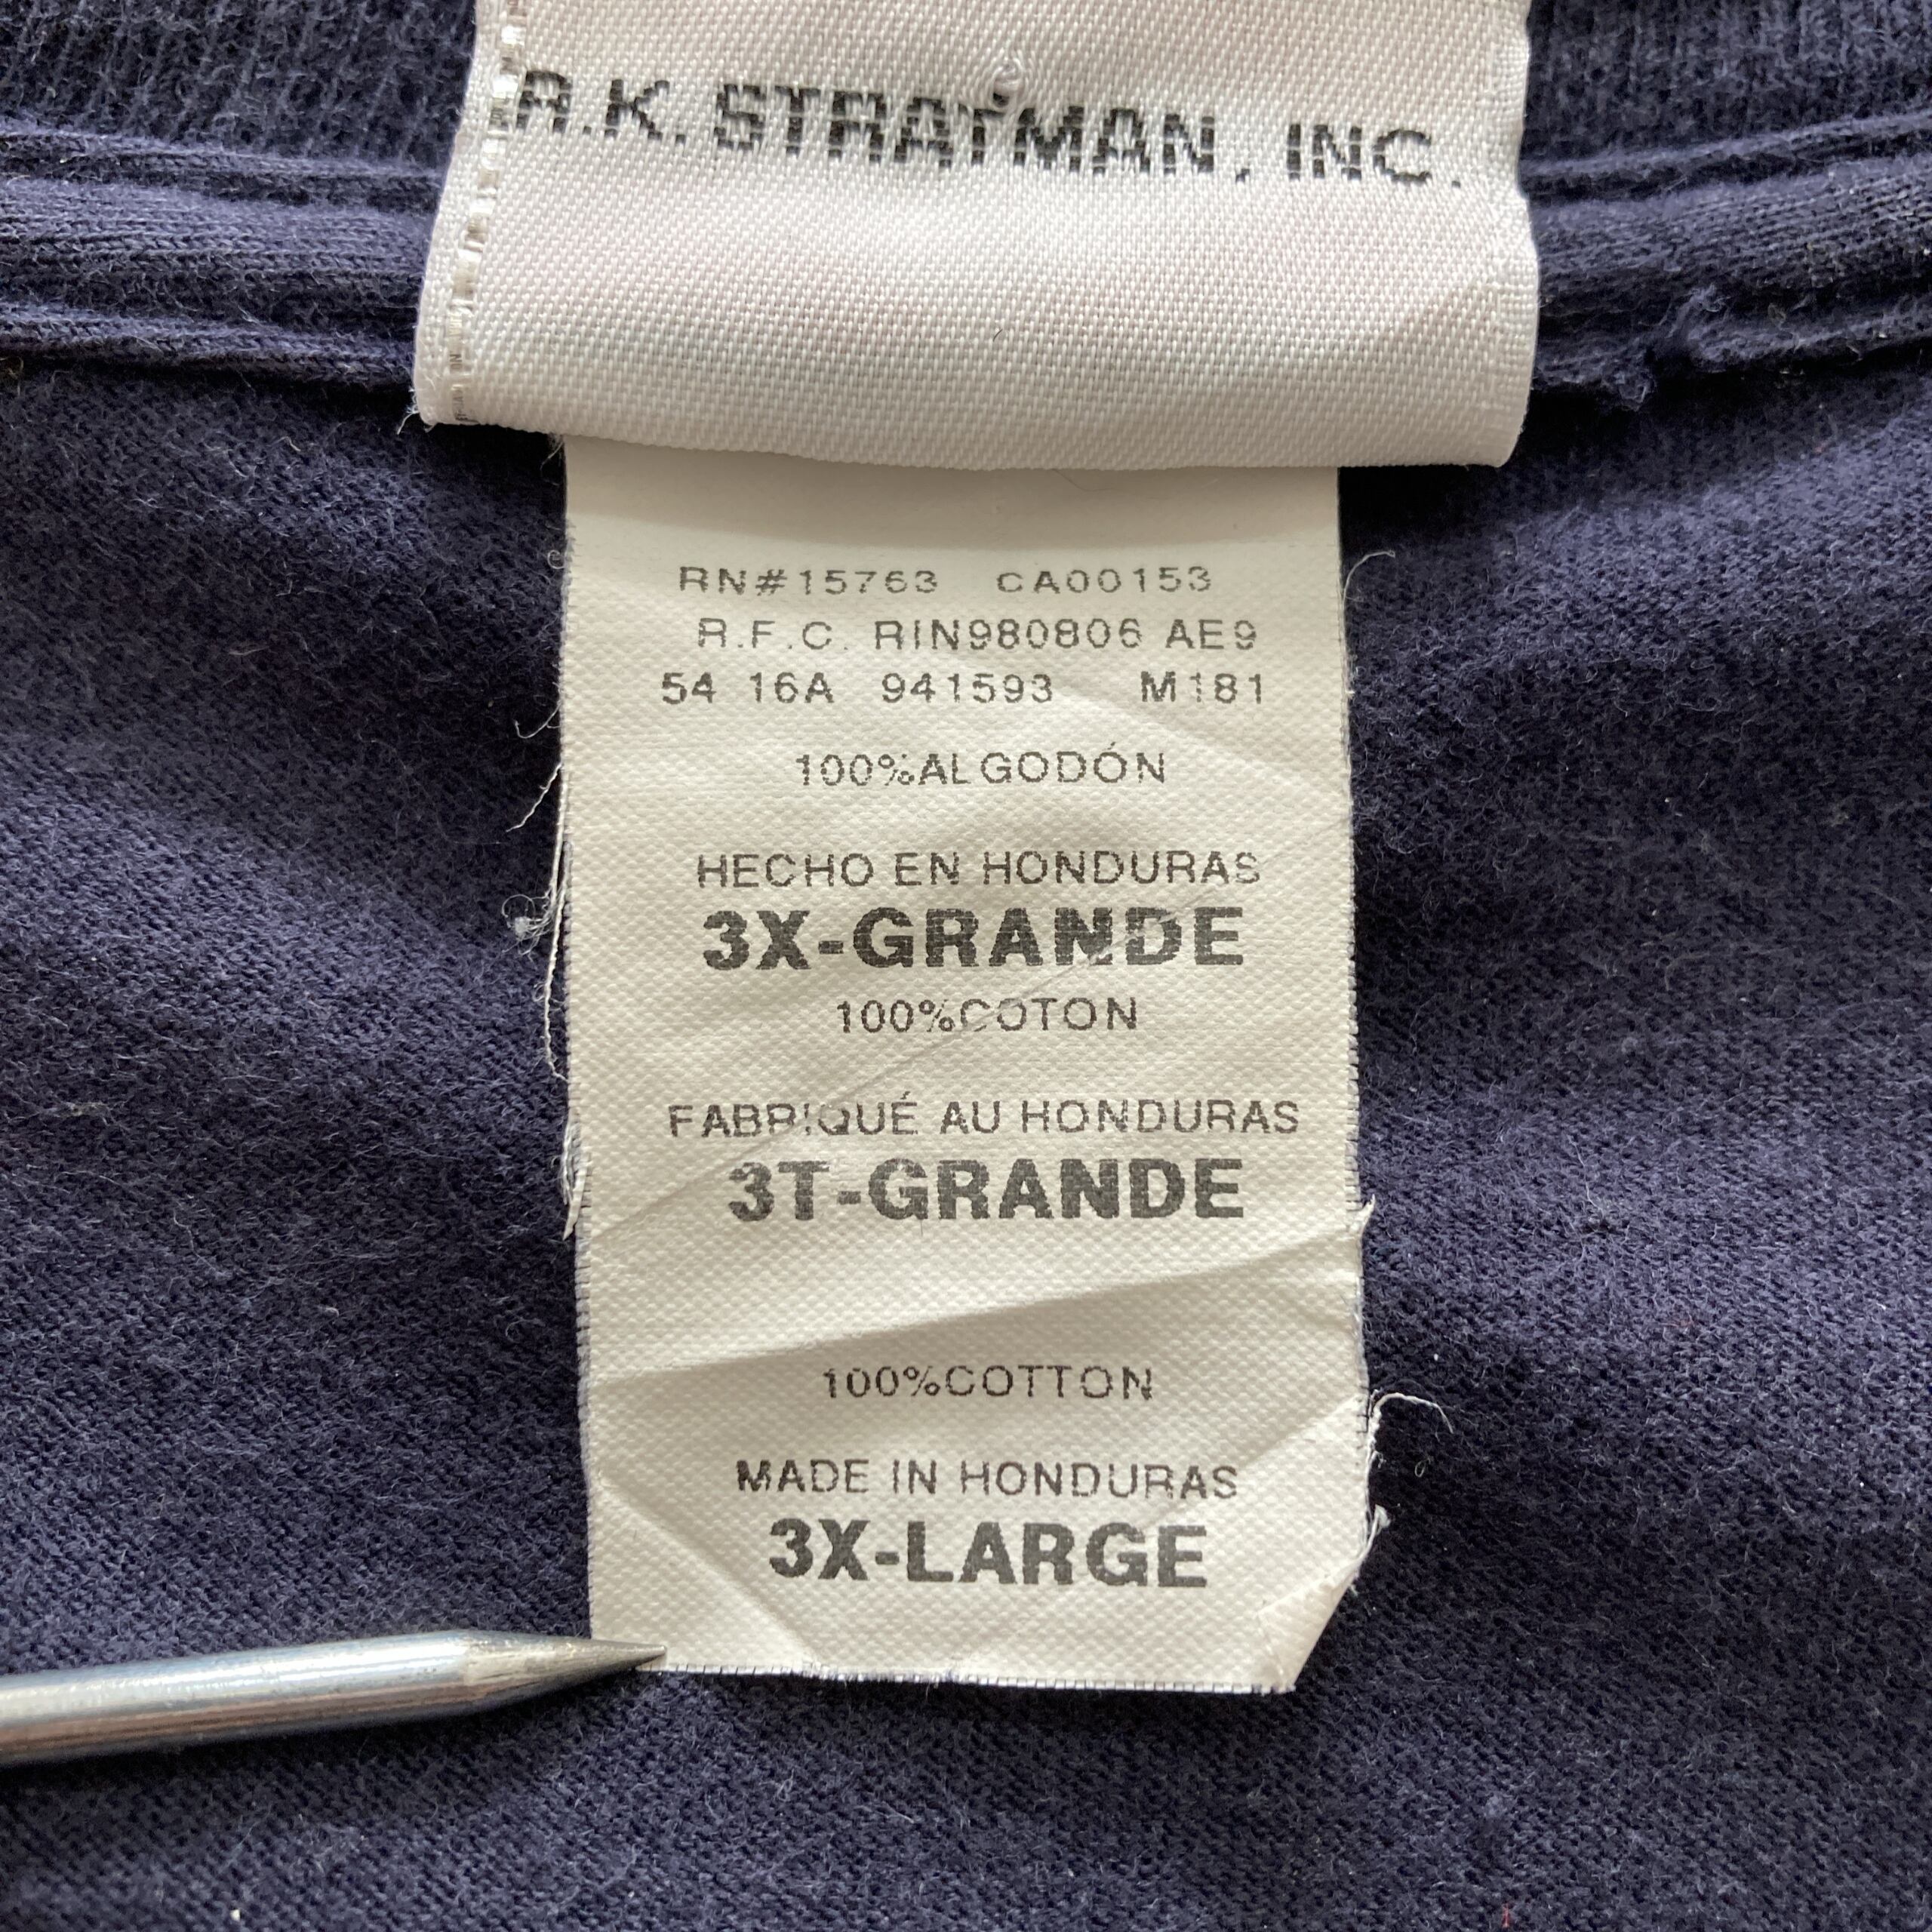 R.K. STRATMAN, INC.
RN#15763 CA00153
R.F.C. RIN980806 AE9
54 16A 941593 M181
100%ALGODÓN
HECHO EN HONDURAS
3X-GRANDE
100%COTON
FABRIQUÉ AU HONDURAS
3T-GRANDE
100%COTTON
MADE IN HONDURAS
3X-LARGE